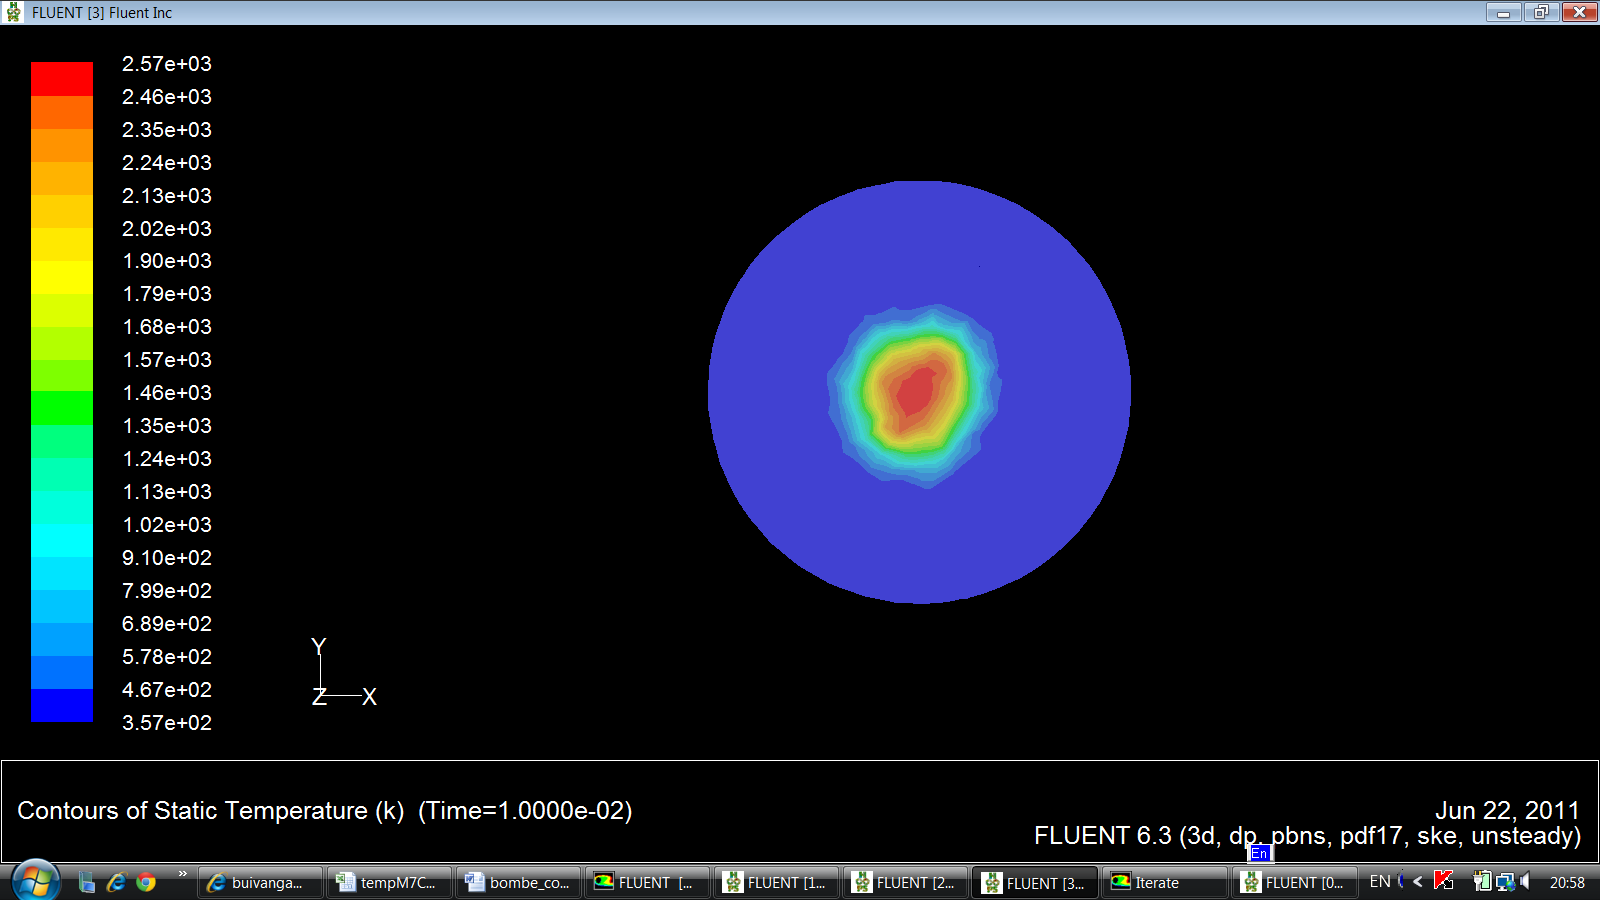 FLUENT [3] Fluent Inc
2.57e+03
2.46e+03
2.35e+03
2.24e+03
2.13e+03
2.02e+03
1.90e+03
1.79e+03
1.68e+03
1.57e+03
1.46e+03
1.35e+03
1.24e+03
1.13e+03
1.02e+03
9.10e+02
7.99e+02
6.89e+02
5.78e+02
4.67e+02
3.57e+02
Y
Z X
Contours of Static Temperature (k) (Time=1.0000e-02)
Jun 22, 2011
FLUENT 6.3 (3d, dp, pbns, pdf17, ske, unsteady)
En
buivanga... tempM7C... bombe_co... FLUENT [... FLUENT [1... FLUENT [2... FLUENT [3... Iterate FLUENT [0... EN < 20:58